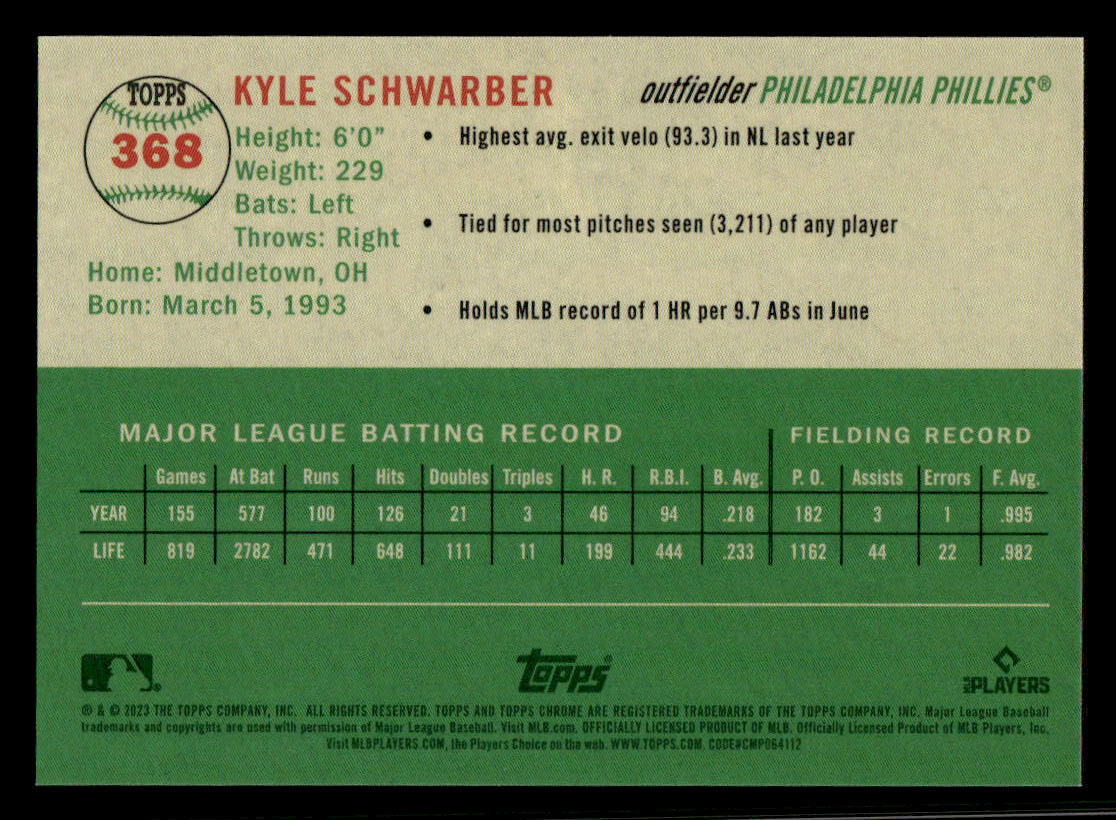 TOPPS
368
KYLE SCHWARBER
outfielder PHILADELPHIA PHILLIES®
Height: 6'0"
Weight: 229
Bats: Left
Throws: Right
Home: Middletown, OH
Born: March 5, 1993
• Highest avg. exit velo (93.3) in NL last year
• Tied for most pitches seen (3,211) of any player
• Holds MLB record of 1 HR per 9.7 ABs in June
MAJOR LEAGUE BATTING RECORD FIELDING RECORD
Games At Bat Runs Hits Doubles Triples H. R. R.B.I. B. Avg. P. O. Assists Errors F. Avg.
YEAR 155 577 100 126 21 3 46 94 .218 182 3 1 .995
LIFE 819 2782 471 648 111 11 199 444 .233 1162 44 22 .982
Topps
MLB PLAYERS
® & © 2023 THE TOPPS COMPANY, INC. ALL RIGHTS RESERVED. TOPPS AND TOPPS CHROME ARE REGISTERED TRADEMARKS OF THE TOPPS COMPANY, INC. Major League Baseball
trademarks and copyrights are used with permission of Major League Baseball. Visit MLB.com. OFFICIALLY LICENSED PRODUCT OF MLB. Officially Licensed Product of MLB Players, Inc.
Visit MLBPLAYERS.COM, the Players Choice on the web. WWW.TOPPS.COM. CODE#CMP064112